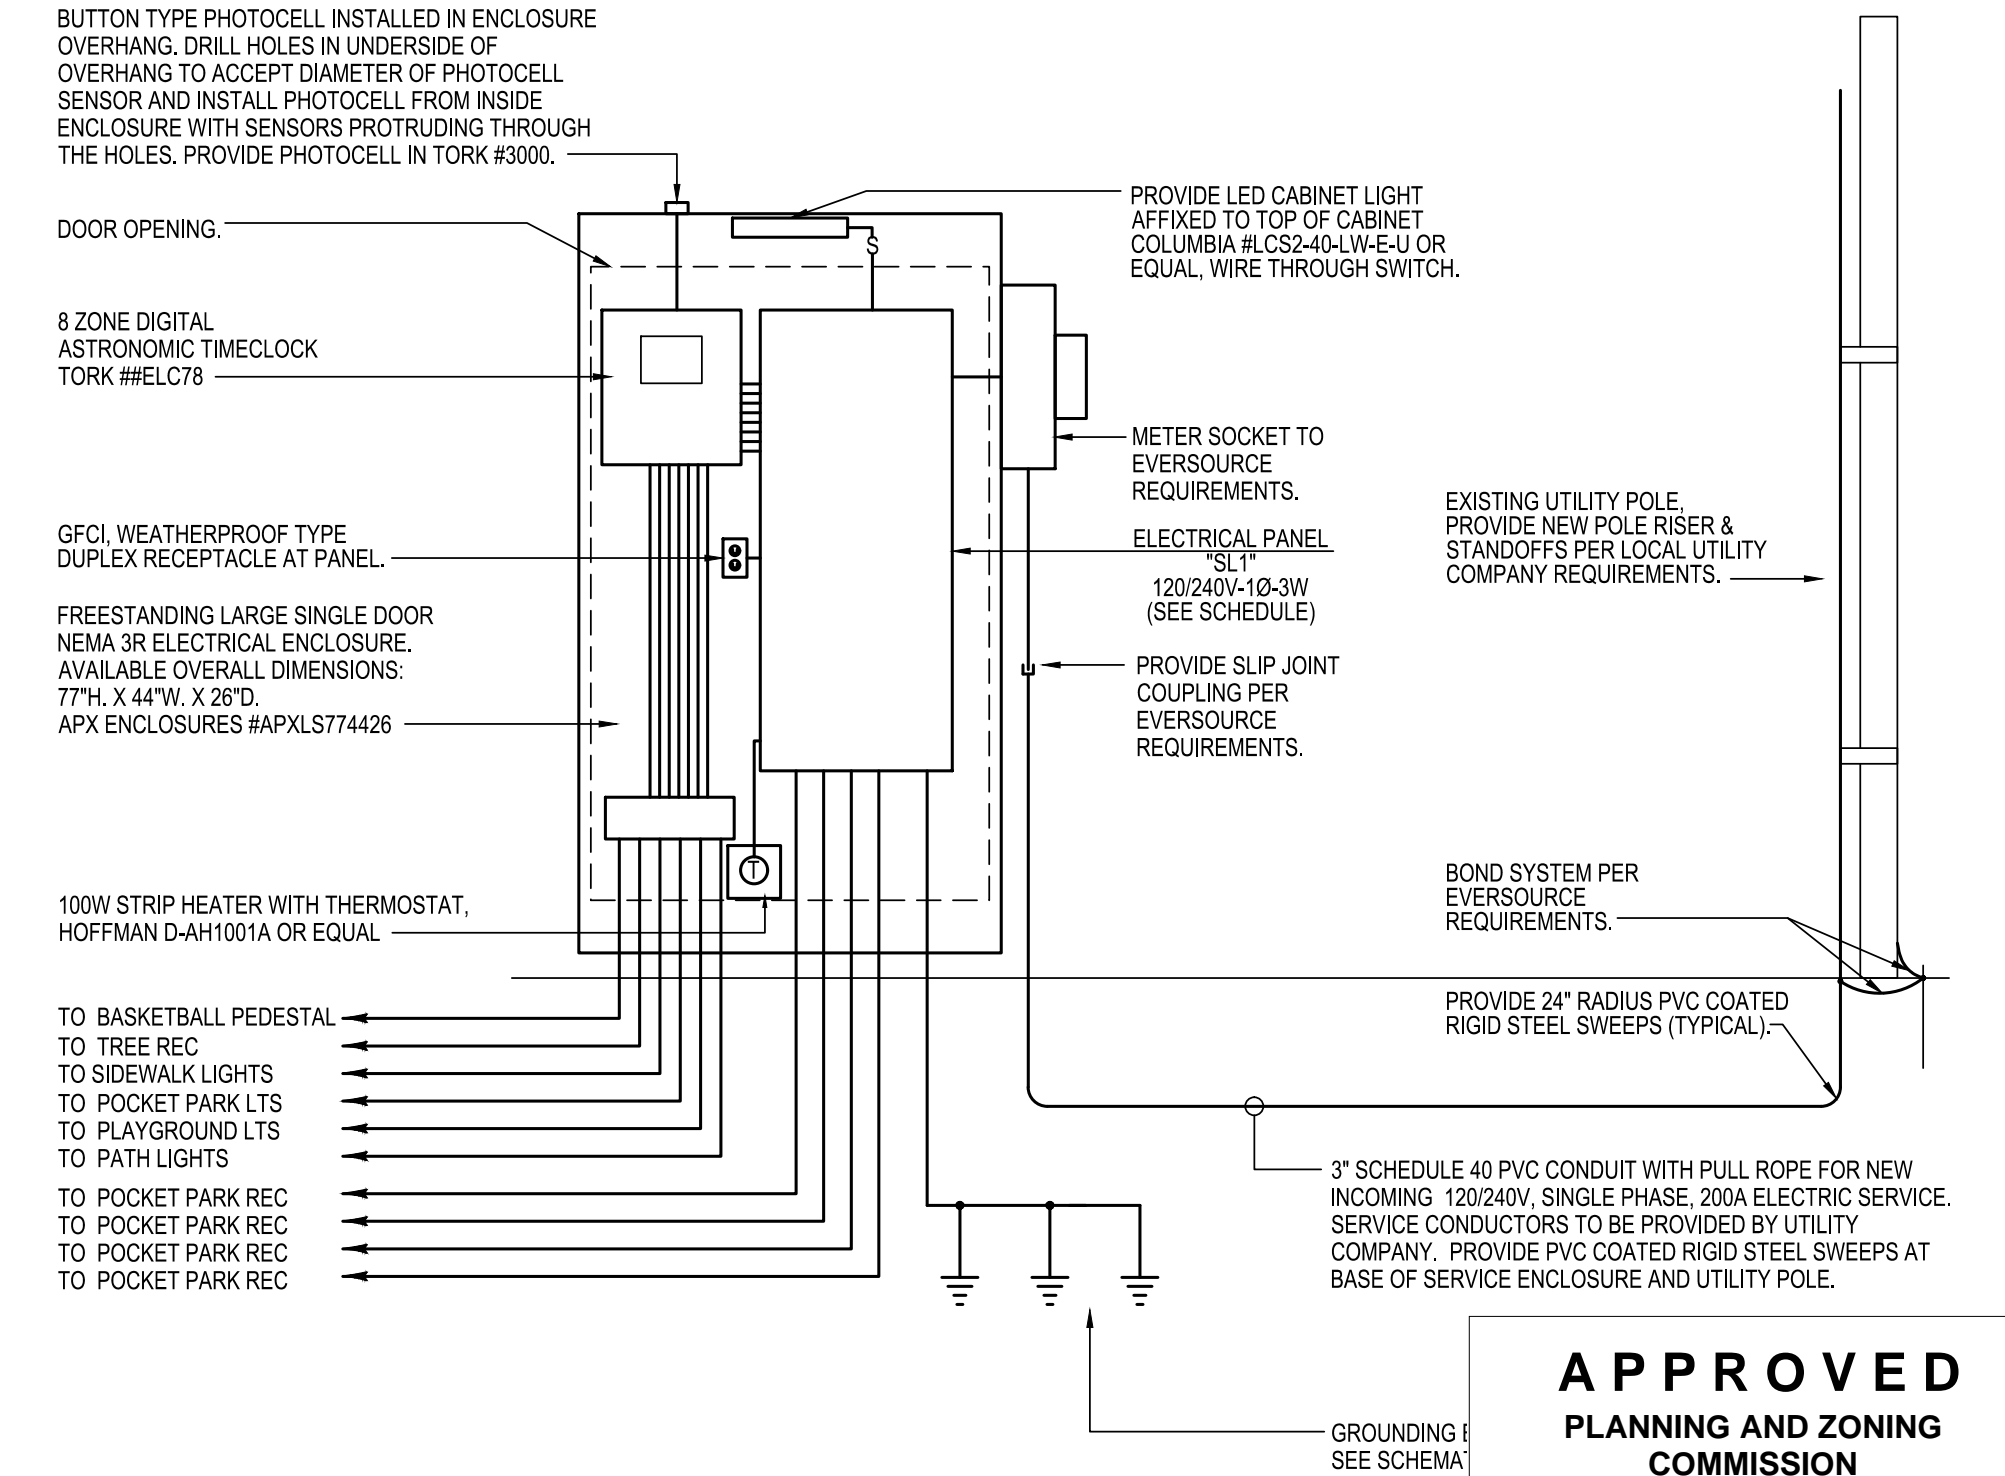 BUTTON TYPE PHOTOCELL INSTALLED IN ENCLOSURE
OVERHANG. DRILL HOLES IN UNDERSIDE OF
OVERHANG TO ACCEPT DIAMETER OF PHOTOCELL
SENSOR AND INSTALL PHOTOCELL FROM INSIDE
ENCLOSURE WITH SENSORS PROTRUDING THROUGH
THE HOLES. PROVIDE PHOTOCELL IN TORK #3000.
DOOR OPENING.
8 ZONE DIGITAL
ASTRONOMIC TIMECLOCK
TORK ##ELC78
GFCI, WEATHERPROOF TYPE
DUPLEX RECEPTACLE AT PANEL.
FREESTANDING LARGE SINGLE DOOR
NEMA 3R ELECTRICAL ENCLOSURE.
AVAILABLE OVERALL DIMENSIONS:
77"H. X 44"W. X 26"D.
APX ENCLOSURES #APXLS774426
100W STRIP HEATER WITH THERMOSTAT,
HOFFMAN D-AH1001A OR EQUAL
TO BASKETBALL PEDESTAL
TO TREE REC
TO SIDEWALK LIGHTS
TO POCKET PARK LTS
TO PLAYGROUND LTS
TO PATH LIGHTS
TO POCKET PARK REC
TO POCKET PARK REC
TO POCKET PARK REC
TO POCKET PARK REC
S
T
PROVIDE LED CABINET LIGHT
AFFIXED TO TOP OF CABINET
COLUMBIA #LCS2-40-LW-E-U OR
EQUAL, WIRE THROUGH SWITCH.
METER SOCKET TO
EVERSOURCE
REQUIREMENTS.
ELECTRICAL PANEL
"SL1"
120/240V-1Ø-3W
(SEE SCHEDULE)
PROVIDE SLIP JOINT
COUPLING PER
EVERSOURCE
REQUIREMENTS.
EXISTING UTILITY POLE,
PROVIDE NEW POLE RISER &
STANDOFFS PER LOCAL UTILITY
COMPANY REQUIREMENTS.
BOND SYSTEM PER
EVERSOURCE
REQUIREMENTS.
PROVIDE 24" RADIUS PVC COATED
RIGID STEEL SWEEPS (TYPICAL).
3" SCHEDULE 40 PVC CONDUIT WITH PULL ROPE FOR NEW
INCOMING 120/240V, SINGLE PHASE, 200A ELECTRIC SERVICE.
SERVICE CONDUCTORS TO BE PROVIDED BY UTILITY
COMPANY. PROVIDE PVC COATED RIGID STEEL SWEEPS AT
BASE OF SERVICE ENCLOSURE AND UTILITY POLE.
GROUNDING
SEE
APPROVED
PLANNING AND ZONING
COMMISSION